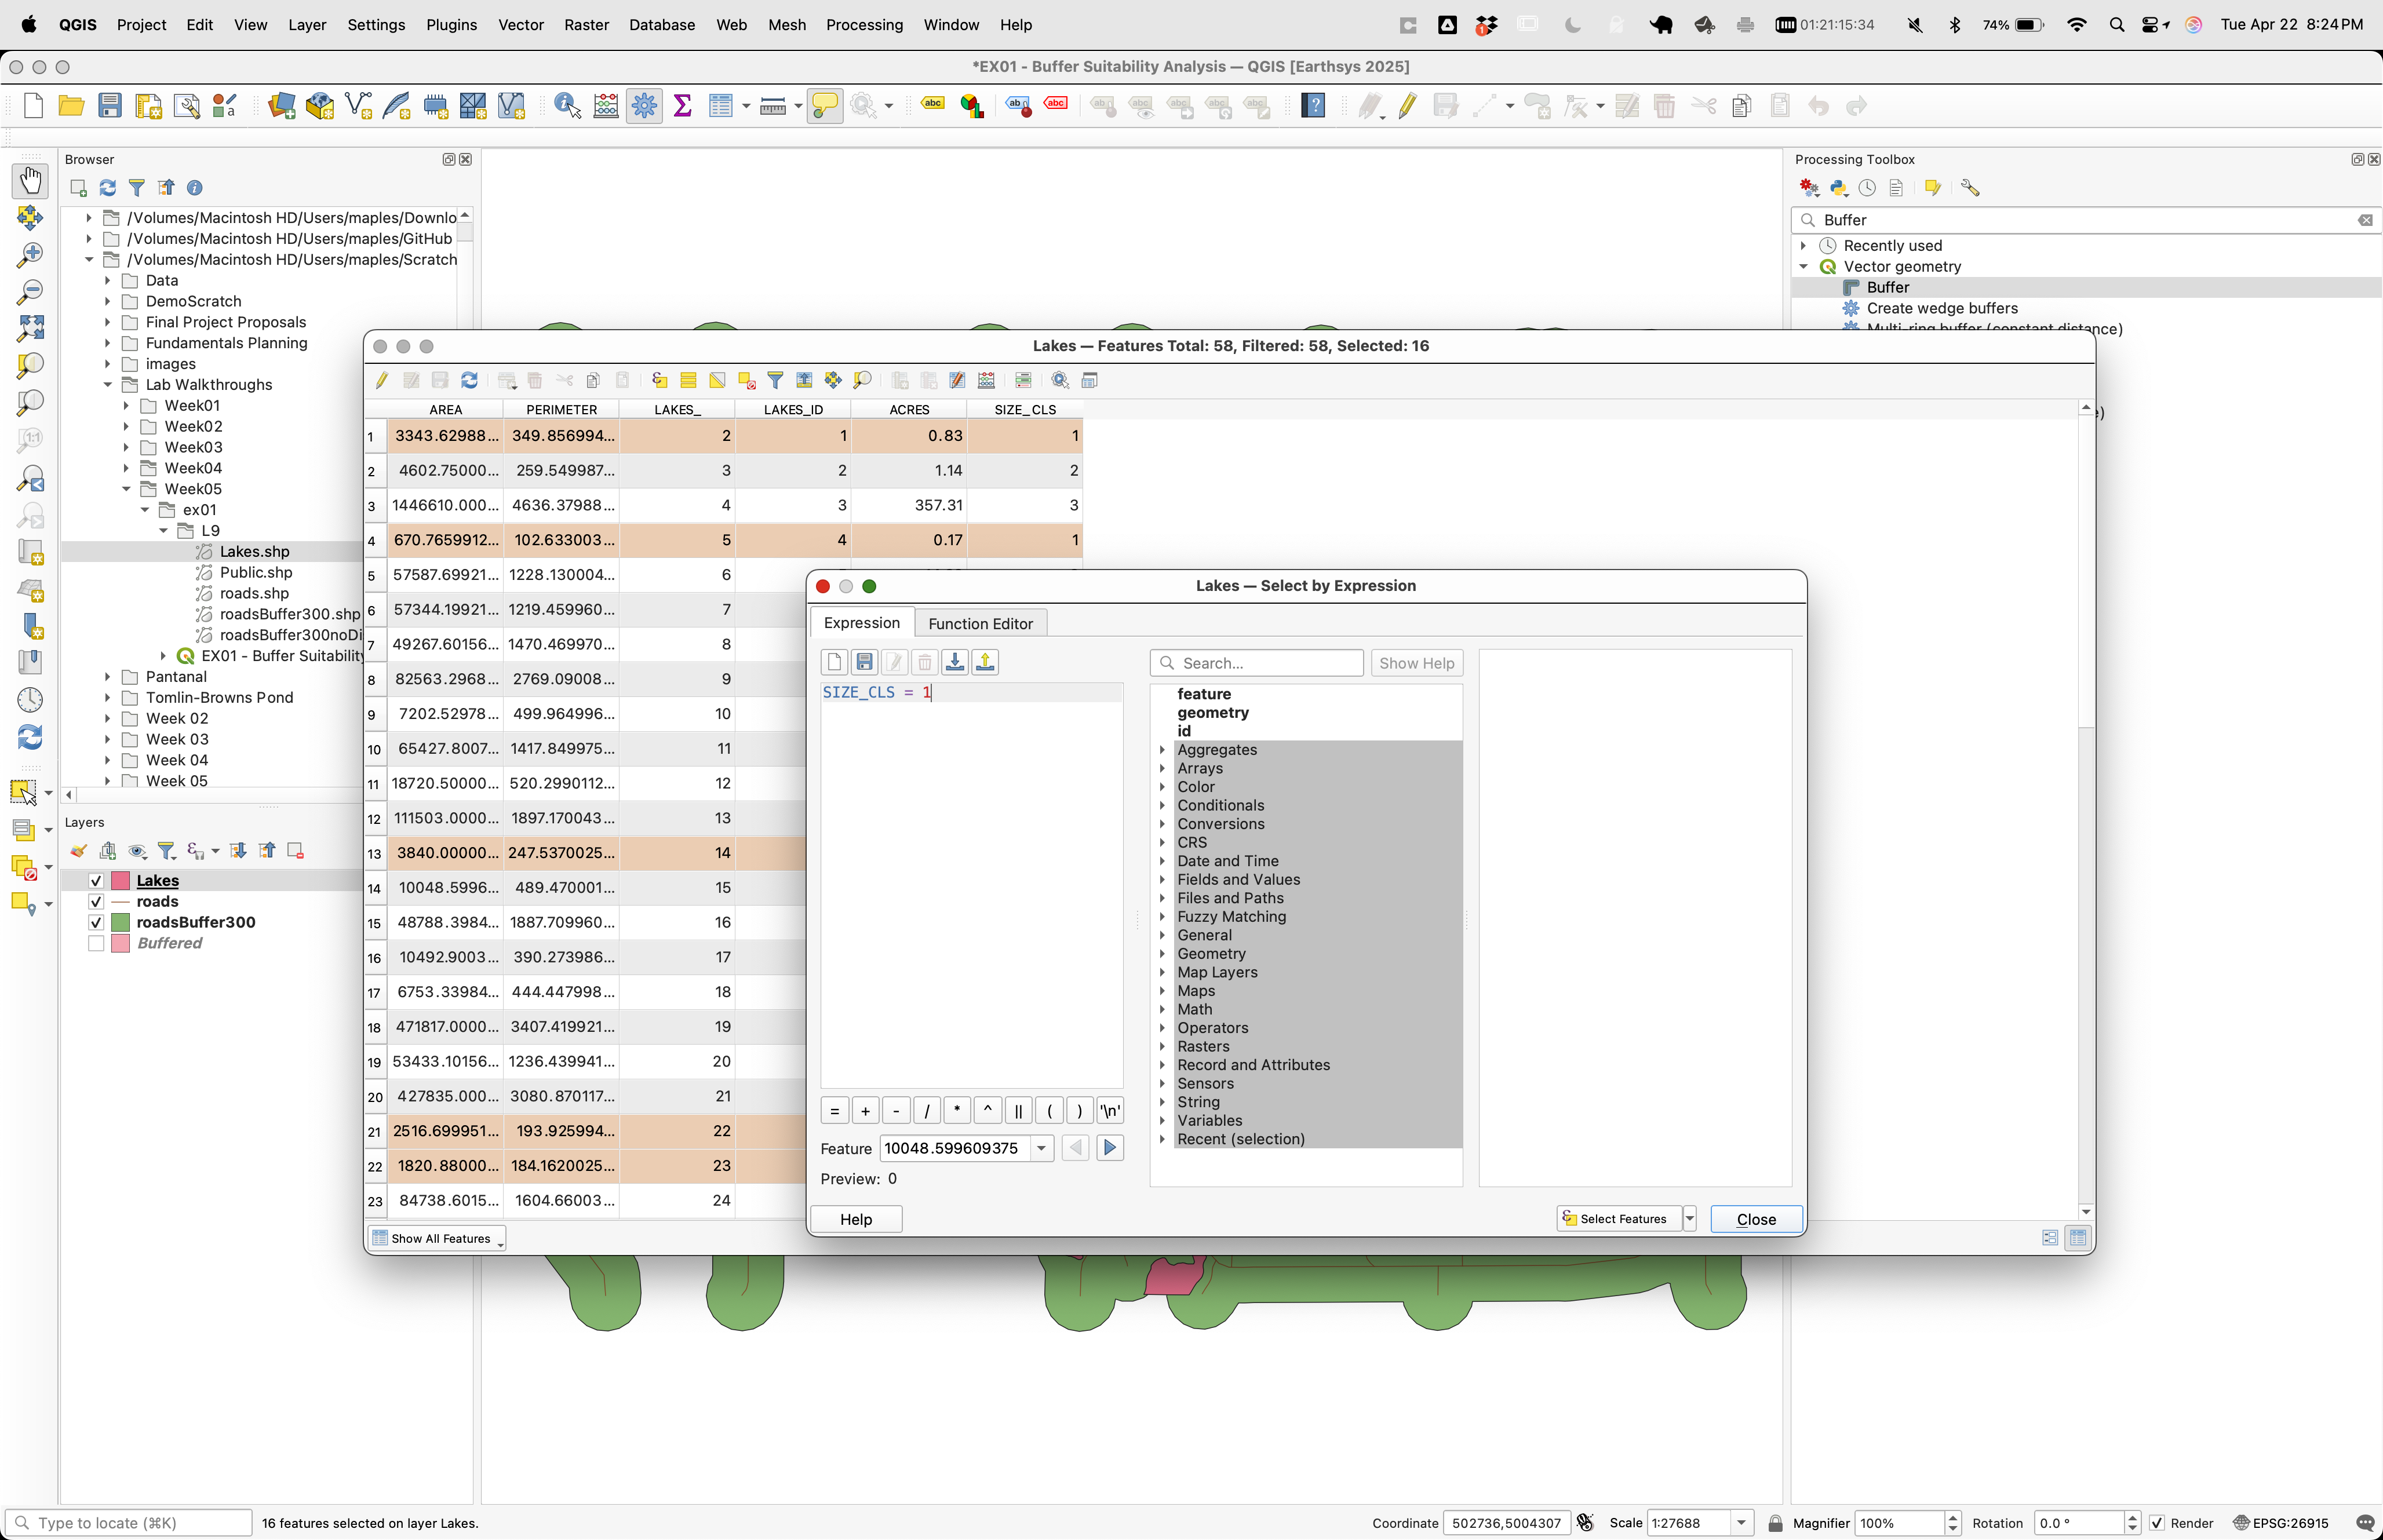 QGIS Project Edit View Layer Settings Plugins Vector Raster Database Web Mesh Processing Window Help 01:21:15:34 74% Tue Apr 22 8:24 PM
*EX01 - Buffer Suitability Analysis — QGIS [Earthsys 2025]
Browser
/Volumes/Macintosh HD/Users/maples/Downlo
/Volumes/Macintosh HD/Users/maples/GitHub
/Volumes/Macintosh HD/Users/maples/Scratch
Data
DemoScratch
Final Project Proposals
Fundamentals Planning
images
Lab Walkthroughs
Week01
Week02
Week03
Week04
Week05
ex01
L9
Lakes.shp
Public.shp
roads.shp
roadsBuffer300.shp
roadsBuffer300noDi
EX01 - Buffer Suitability
Pantanal
Tomlin-Browns Pond
Week 02
Week 03
Week 04
Week 05
Layers
Lakes
roads
roadsBuffer300
Buffered
Processing Toolbox
Buffer
Recently used
Vector geometry
Buffer
Create wedge buffers
Multi-ring buffer (constant distance)
Lakes — Features Total: 58, Filtered: 58, Selected: 16
AREA PERIMETER LAKES_ LAKES_ID ACRES SIZE_CLS
1 3343.62988... 349.856994... 2 1 0.83 1
2 4602.75000... 259.549987... 3 2 1.14 2
3 1446610.000... 4636.37988... 4 3 357.31 3
4 670.7659912... 102.633003... 5 4 0.17 1
5 57587.69921... 1228.130004... 6
6 57344.19921... 1219.459960... 7
7 49267.60156... 1470.469970... 8
8 82563.2968... 2769.09008... 9
9 7202.52978... 499.964996... 10
10 65427.8007... 1417.849975... 11
11 18720.50000... 520.2990112... 12
12 111503.0000... 1897.170043... 13
13 3840.00000... 247.5370025... 14
14 10048.5996... 489.470001... 15
15 48788.3984... 1887.709960... 16
16 10492.9003... 390.273986... 17
17 6753.33984... 444.447998... 18
18 471817.0000... 3407.419921... 19
19 53433.10156... 1236.439941... 20
20 427835.000... 3080.870117... 21
21 2516.699951... 193.925994... 22
22 1820.88000... 184.1620025... 23
23 84738.6015... 1604.66003... 24
Show All Features
Lakes — Select by Expression
Expression Function Editor
Search... Show Help
SIZE_CLS = 1
feature
geometry
id
Aggregates
Arrays
Color
Conditionals
Conversions
CRS
Date and Time
Fields and Values
Files and Paths
Fuzzy Matching
General
Geometry
Map Layers
Maps
Math
Operators
Rasters
Record and Attributes
Sensors
String
Variables
Recent (selection)
= + - / * ^ || ( ) '\n'
Feature 10048.599609375
Preview: 0
Help Select Features Close
Type to locate (⌘K) 16 features selected on layer Lakes. Coordinate 502736,5004307 Scale 1:27688 Magnifier 100% Rotation 0.0 ° Render EPSG:26915